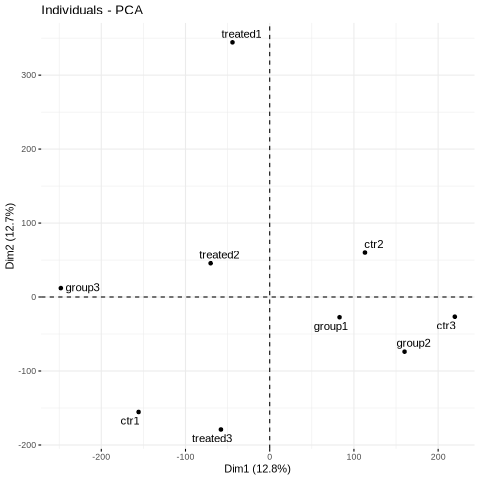 Individuals - PCA
treated1
300
200
ctr2
100
treated2
group3
0
group1
ctr3
group2
-100
ctr1
treated3
-200
-200
-100
0
100
200
Dim1 (12.8%)
Dim2 (12.7%)